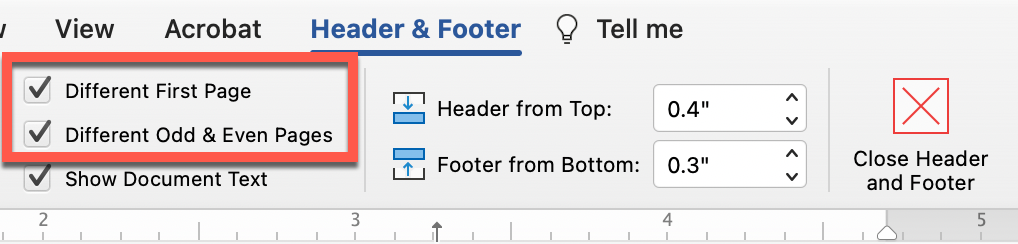 View Acrobat Header & Footer Tell me
Different First Page
Different Odd & Even Pages
Show Document Text
Header from Top: 0.4"
Footer from Bottom: 0.3"
Close Header
and Footer
2 3 4 5